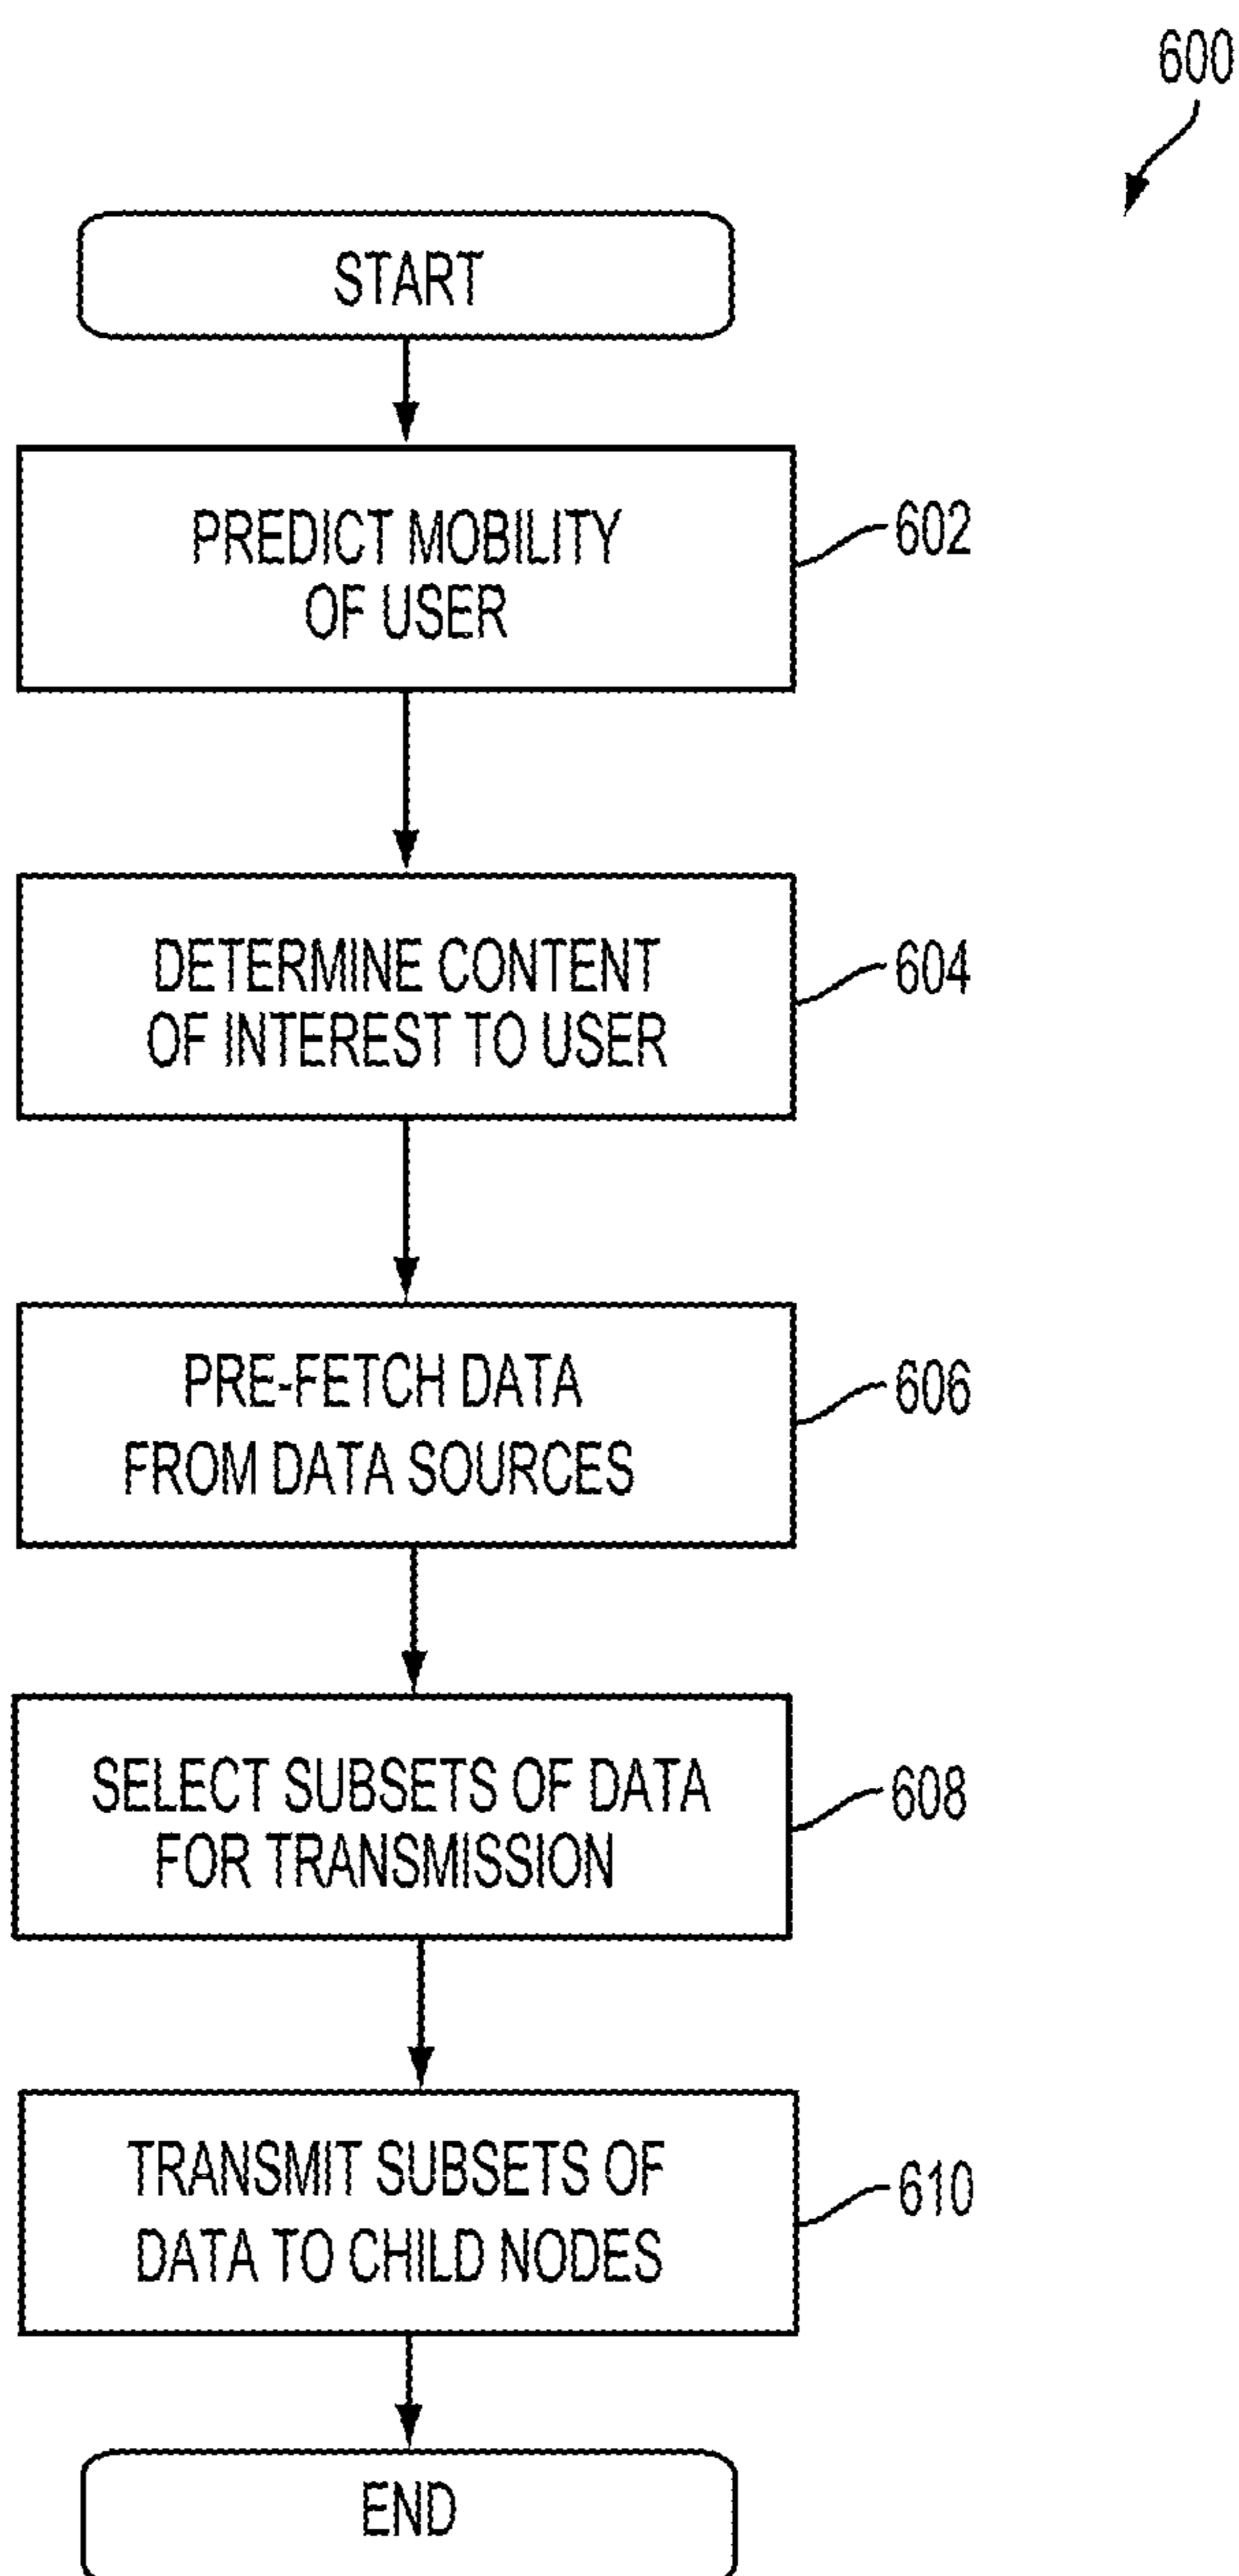 600
START
PREDICT MOBILITY
OF USER
602
DETERMINE CONTENT
OF INTEREST TO USER
604
PRE-FETCH DATA
FROM DATA SOURCES
606
SELECT SUBSETS OF DATA
FOR TRANSMISSION
608
TRANSMIT SUBSETS OF
DATA TO CHILD NODES
610
END